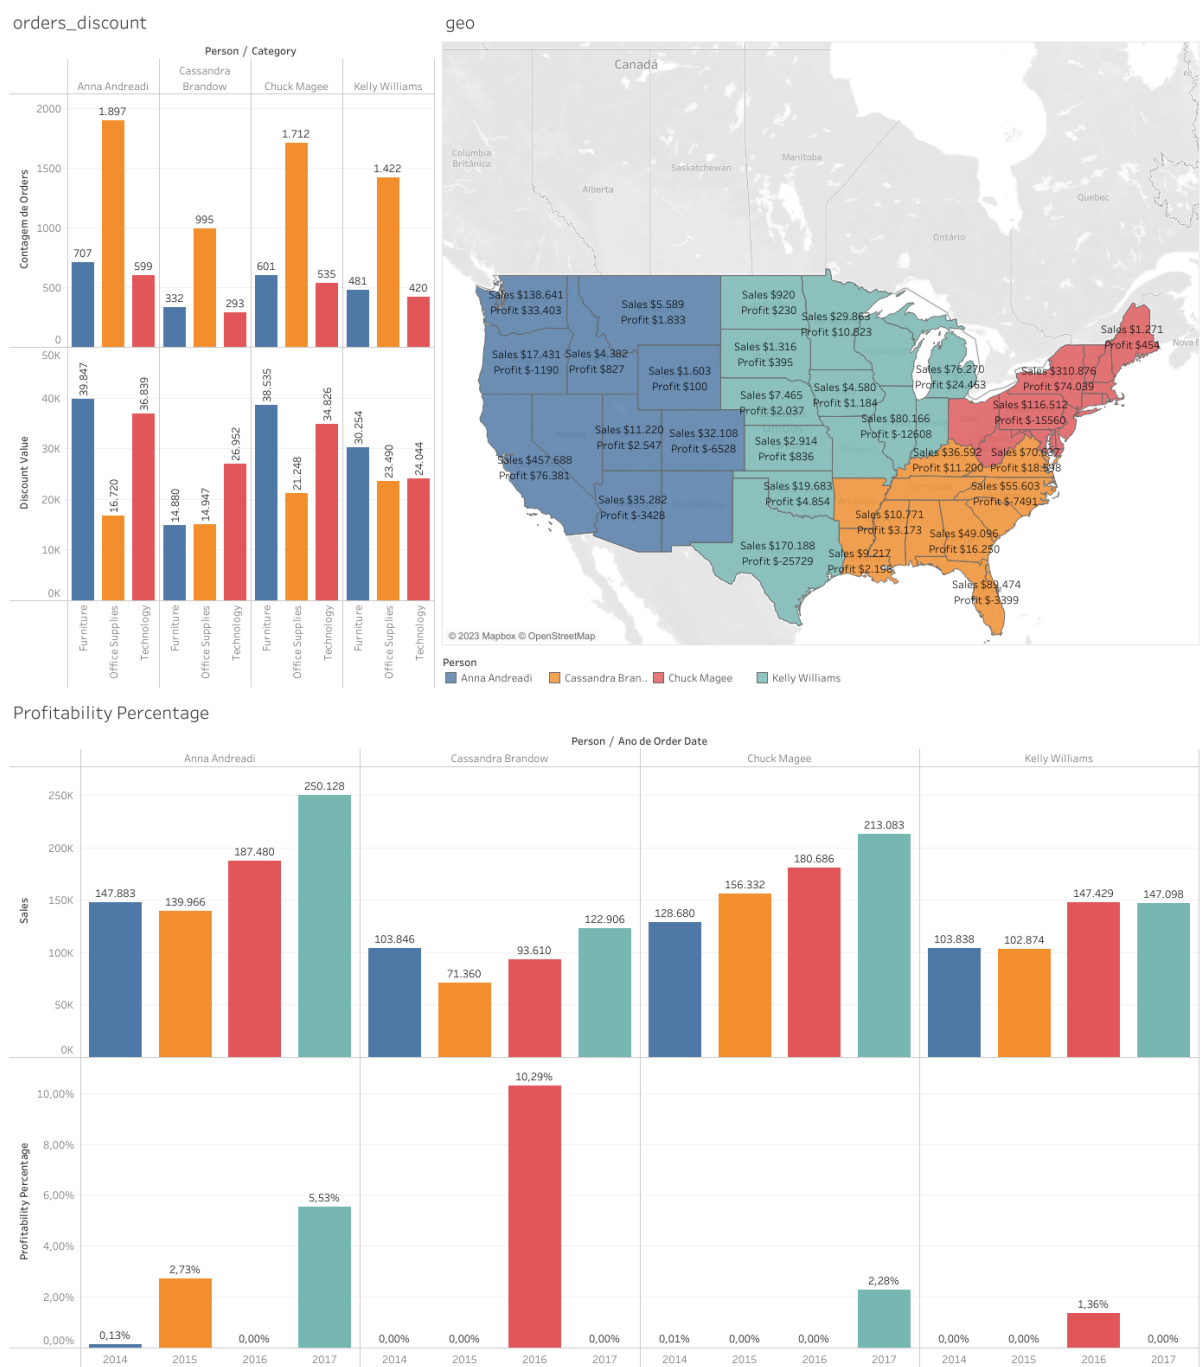 orders_discount
Person / Category
Anna Andreadi
Cassandra
Brandow
Chuck Magee
Kelly Williams
Contagem de Orders
2000
1500
1000
500
0
707
1.897
599
332
995
293
601
1.712
535
481
1.422
420
Discount Value
50K
40K
30K
20K
10K
0K
39.847
16.720
36.839
14.880
14.947
26.952
38.535
21.248
34.826
30.254
23.490
24.044
Furniture
Office Supplies
Technology
Furniture
Office Supplies
Technology
Furniture
Office Supplies
Technology
Furniture
Office Supplies
Technology
geo
Canadá
Colúmbia
Britânica
Alberta
Saskatchewan
Manitoba
Ontário
Quebec
Sales $138.641
Profit $33.403
Sales $5.589
Profit $1.833
Sales $920
Profit $230
Sales $29.863
Profit $10.823
Sales $1.271
Profit $454
Sales $17.431
Profit $-1190
Sales $4.382
Profit $827
Sales $1.603
Profit $100
Sales $1.316
Profit $395
Sales $76.270
Profit $24.463
Sales $310.876
Profit $74.039
Sales $7.465
Profit $2.037
Sales $4.580
Profit $1.184
Sales $116.512
Profit $-15560
Sales $11.220
Profit $2.547
Sales $32.108
Profit $-6528
Sales $2.914
Profit $836
Sales $80.166
Profit $-12608
Sales $36.592
Profit $11.200
Profit $18.598
Sales $457.688
Profit $76.381
Sales $35.282
Profit $-3428
Sales $19.683
Profit $4.854
Sales $55.603
Profit $-7491
Sales $10.771
Profit $3.173
Sales $49.096
Profit $16.250
Sales $170.188
Profit $-25729
Sales $9.217
Profit $2.196
Sales $89.474
Profit $-3399
© 2023 Mapbox © OpenStreetMap
Person
Anna Andreadi
Cassandra Bran..
Chuck Magee
Kelly Williams
Profitability Percentage
Person / Ano de Order Date
Anna Andreadi
Cassandra Brandow
Chuck Magee
Kelly Williams
Sales
250K
200K
150K
100K
50K
0K
147.883
139.966
187.480
250.128
103.846
71.360
93.610
122.906
128.680
156.332
180.686
213.083
103.838
102.874
147.429
147.098
Profitability Percentage
10,00%
8,00%
6,00%
4,00%
2,00%
0,00%
0,13%
2,73%
0,00%
5,53%
0,00%
0,00%
10,29%
0,00%
0,01%
0,00%
0,00%
2,28%
0,00%
0,00%
1,36%
0,00%
2014
2015
2016
2017
2014
2015
2016
2017
2014
2015
2016
2017
2014
2015
2016
2017